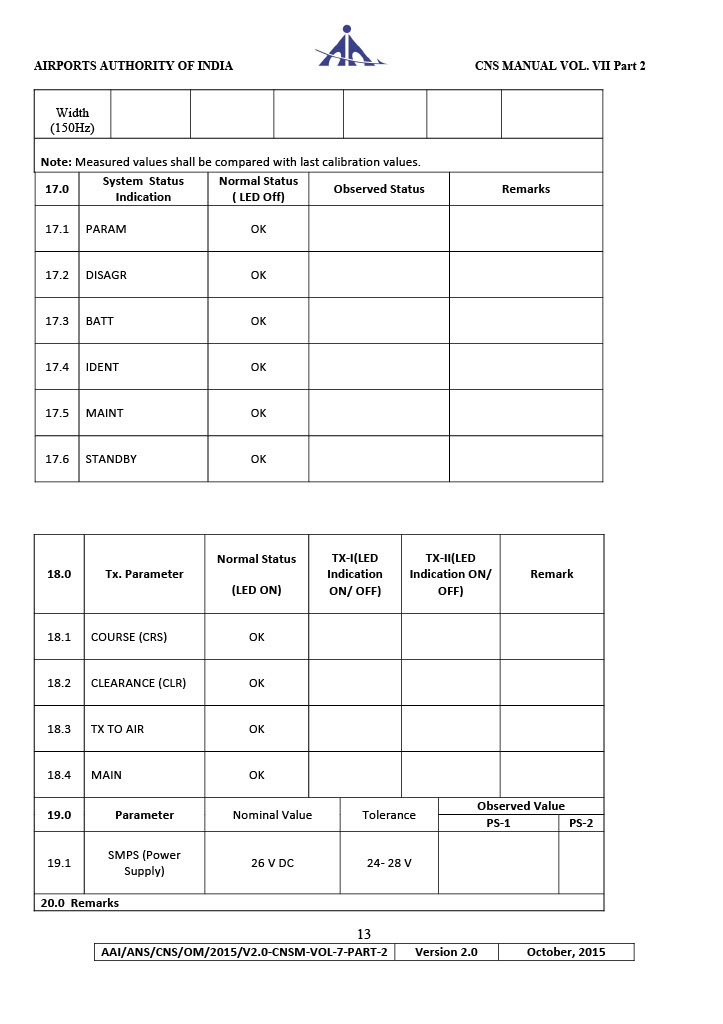 AIRPORTS AUTHORITY OF INDIA CNS MANUAL VOL. VII Part 2
Width
(150Hz)
Note: Measured values shall be compared with last calibration values.
17.0 System Status Indication Normal Status ( LED Off) Observed Status Remarks
17.1 PARAM OK
17.2 DISAGR OK
17.3 BATT OK
17.4 IDENT OK
17.5 MAINT OK
17.6 STANDBY OK
18.0 Tx. Parameter Normal Status (LED ON) TX-I(LED Indication ON/ OFF) TX-II(LED Indication ON/ OFF) Remark
18.1 COURSE (CRS) OK
18.2 CLEARANCE (CLR) OK
18.3 TX TO AIR OK
18.4 MAIN OK
19.0 Parameter Nominal Value Tolerance Observed Value
PS-1 PS-2
19.1 SMPS (Power Supply) 26 V DC 24- 28 V
20.0 Remarks
13
AAI/ANS/CNS/OM/2015/V2.0-CNSM-VOL-7-PART-2 Version 2.0 October, 2015